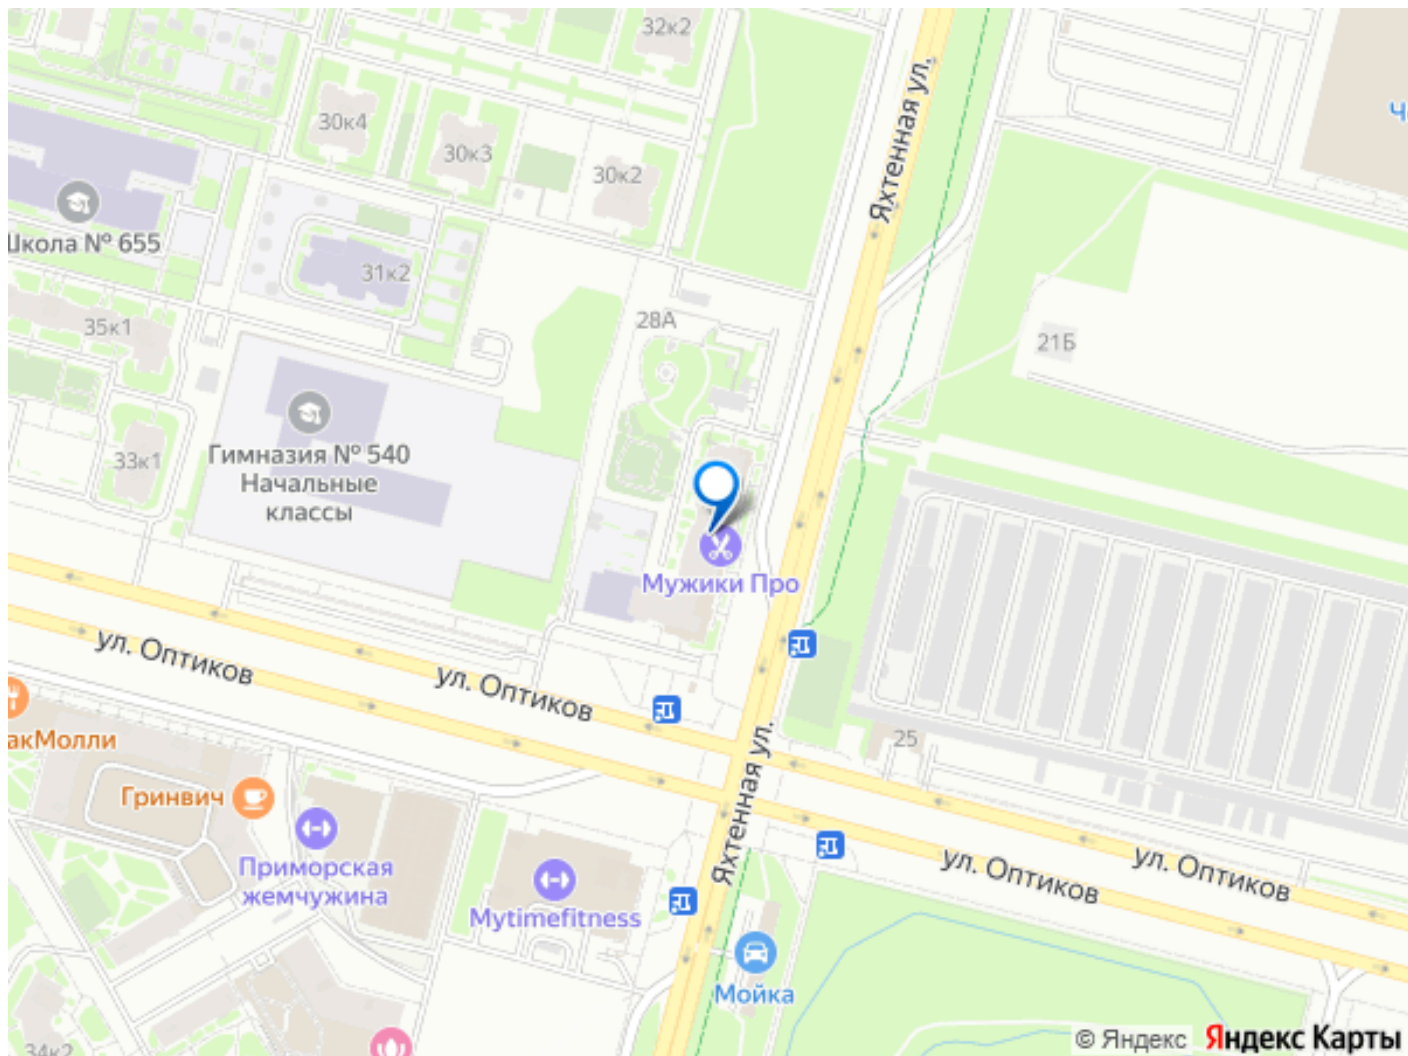 32к2
Яхтенная ул.
30к4
30к3
30к2
Школа № 655
31к2
28А
35к1
21Б
33к1
Гимназия № 540
Начальные
классы
Мужики Про
ул. Оптиков
ул. Оптиков
Яхтенная ул.
25
Гринвич
Приморская
жемчужина
Mytimefitness
ул. Оптиков
ул. Оптиков
Мойка
34к2
© Яндекс Яндекс Карты